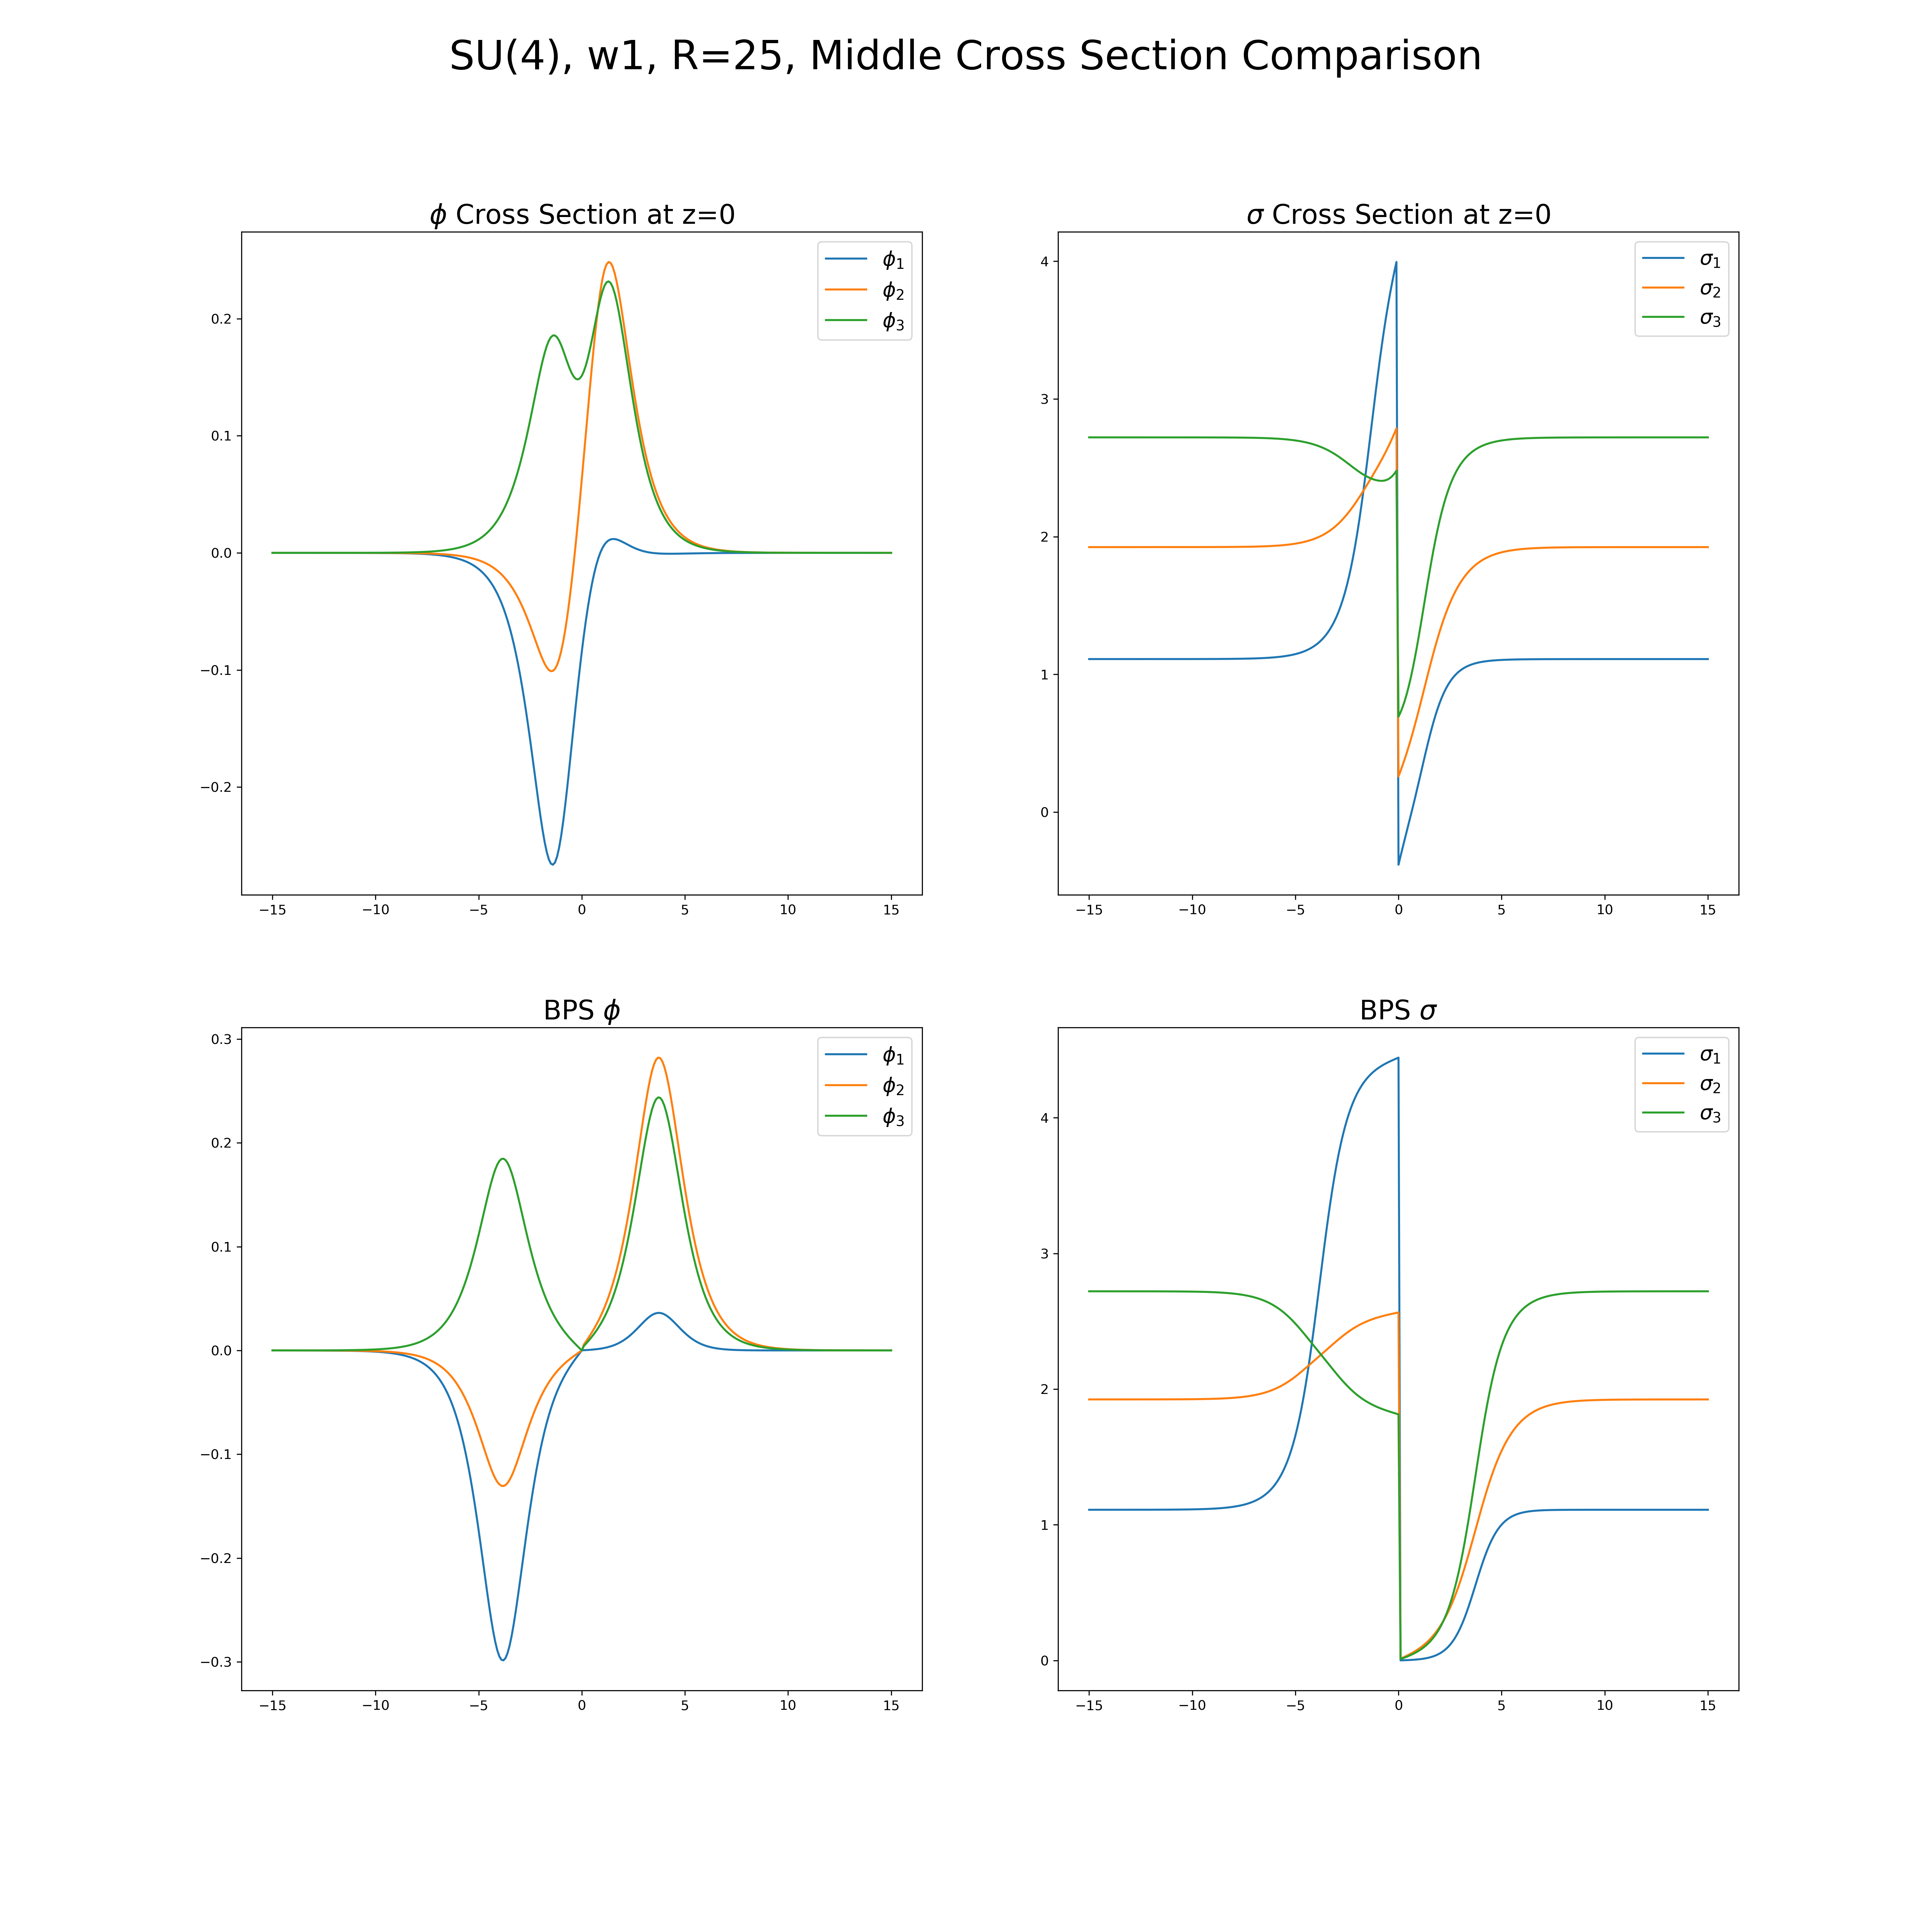 SU(4), w1, R=25, Middle Cross Section Comparison
ϕ Cross Section at z=0
ϕ₁
ϕ₂
ϕ₃
0.2
0.1
0.0
−0.1
−0.2
−15 −10 −5 0 5 10 15
σ Cross Section at z=0
σ₁
σ₂
σ₃
4
3
2
1
0
−15 −10 −5 0 5 10 15
BPS ϕ
ϕ₁
ϕ₂
ϕ₃
0.3
0.2
0.1
0.0
−0.1
−0.2
−0.3
−15 −10 −5 0 5 10 15
BPS σ
σ₁
σ₂
σ₃
4
3
2
1
0
−15 −10 −5 0 5 10 15